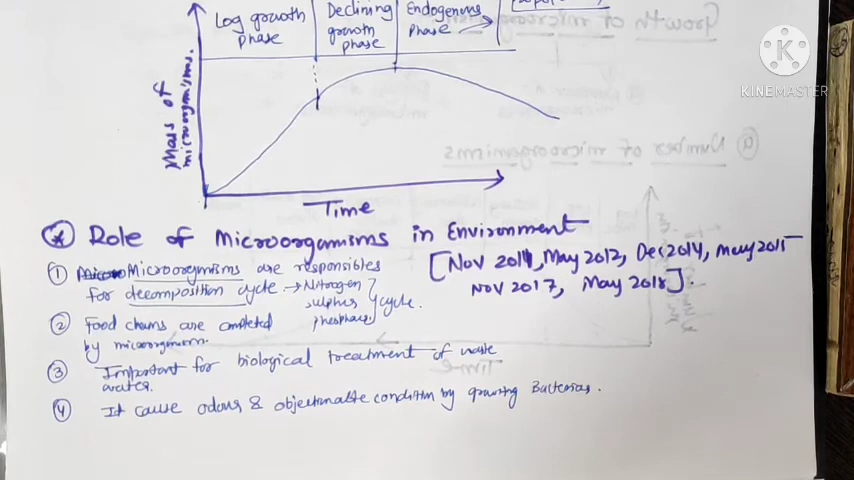 Log growth phase
Declining growth phase
Endogenous phase
KINEMASTER
Mass of microorganisms.
Time
Role of Microorganisms in Environment
[Nov 2011, May 2012, Dec 2014, may 2015
Nov 2017, May 2018].
① Microorganisms are responsibles
for decomposition cycle → Nitrogen
sulpher
phosphate
cycle.
② Food chains are completed
by microorganism.
③ Important for biological treatment of waste
water.
④ It cause odour & objectionable condition by growing Bacterias.